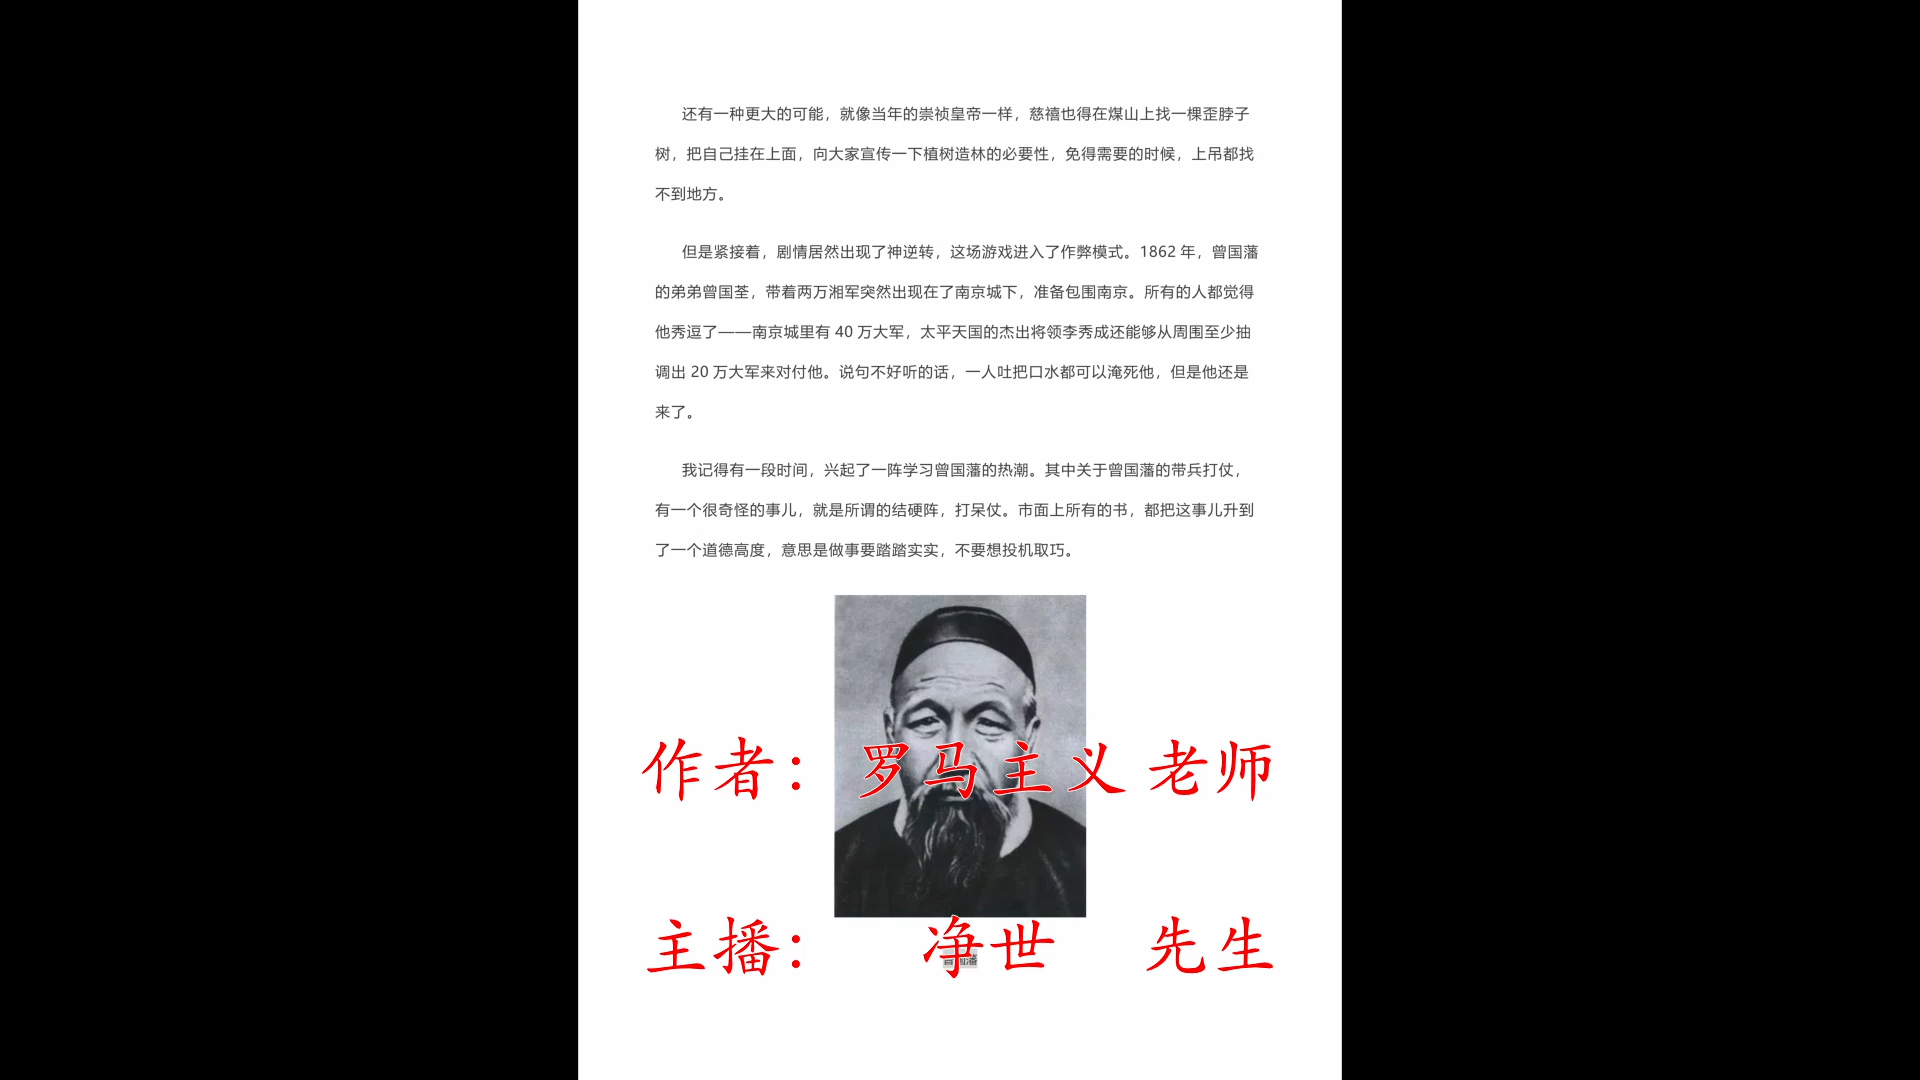 还有一种更大的可能，就像当年的崇祯皇帝一样，慈禧也得在煤山上找一棵歪脖子
树，把自己挂在上面，向大家宣传一下植树造林的必要性，免得需要的时候，上吊都找
不到地方。
但是紧接着，剧情居然出现了神逆转，这场游戏进入了作弊模式。1862 年，曾国藩
的弟弟曾国荃，带着两万湘军突然出现在了南京城下，准备包围南京。所有的人都觉得
他秀逗了——南京城里有 40 万大军，太平天国的杰出将领李秀成还能够从周围至少抽
调出 20 万大军来对付他。说句不好听的话，一人吐把口水都可以淹死他，但是他还是
来了。
我记得有一段时间，兴起了一阵学习曾国藩的热潮。其中关于曾国藩的带兵打仗，
有一个很奇怪的事儿，就是所谓的结硬阵，打呆仗。市面上所有的书，都把这事儿升到
了一个道德高度，意思是做事要踏踏实实，不要想投机取巧。
作者：罗马主义 老师
主播： 净世 先生